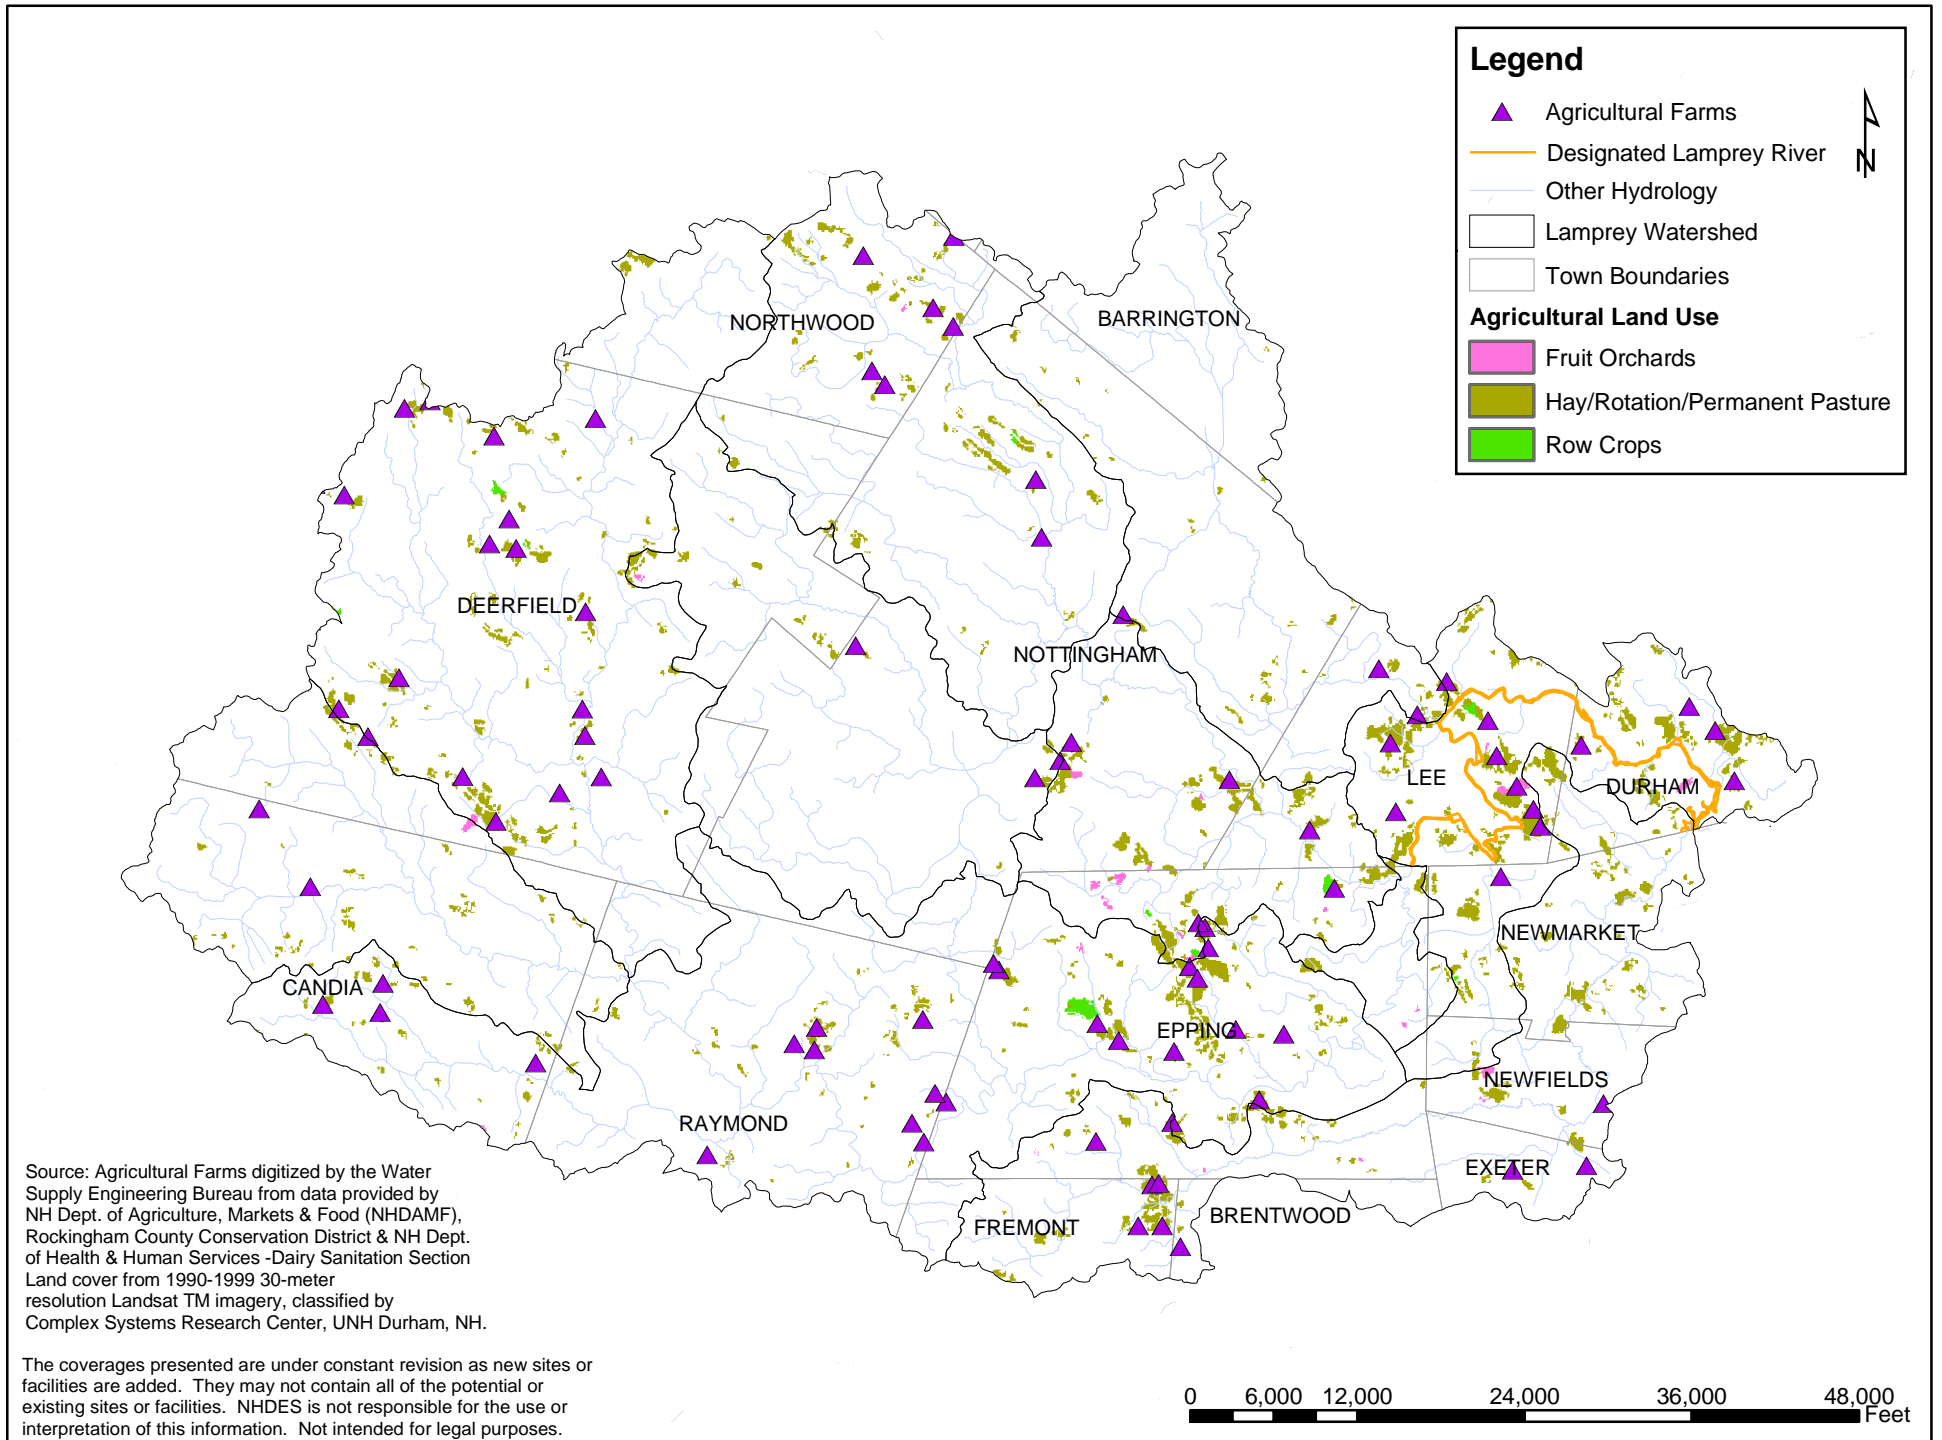 Legend
Agricultural Farms
Designated Lamprey River
N
Other Hydrology
Lamprey Watershed
Town Boundaries
Agricultural Land Use
Fruit Orchards
Hay/Rotation/Permanent Pasture
Row Crops
NORTHWOOD
BARRINGTON
DEERFIELD
NOTTINGHAM
LEE
DURHAM
NEWMARKET
CANDIA
EPPING
NEWFIELDS
RAYMOND
EXETER
BRENTWOOD
FREMONT
Source: Agricultural Farms digitized by the Water
Supply Engineering Bureau from data provided by
NH Dept. of Agriculture, Markets & Food (NHDAMF),
Rockingham County Conservation District & NH Dept.
of Health & Human Services -Dairy Sanitation Section
Land cover from 1990-1999 30-meter
resolution Landsat TM imagery, classified by
Complex Systems Research Center, UNH Durham, NH.
The coverages presented are under constant revision as new sites or
facilities are added. They may not contain all of the potential or
existing sites or facilities. NHDES is not responsible for the use or
interpretation of this information. Not intended for legal purposes.
0 6,000 12,000 24,000 36,000 48,000
Feet